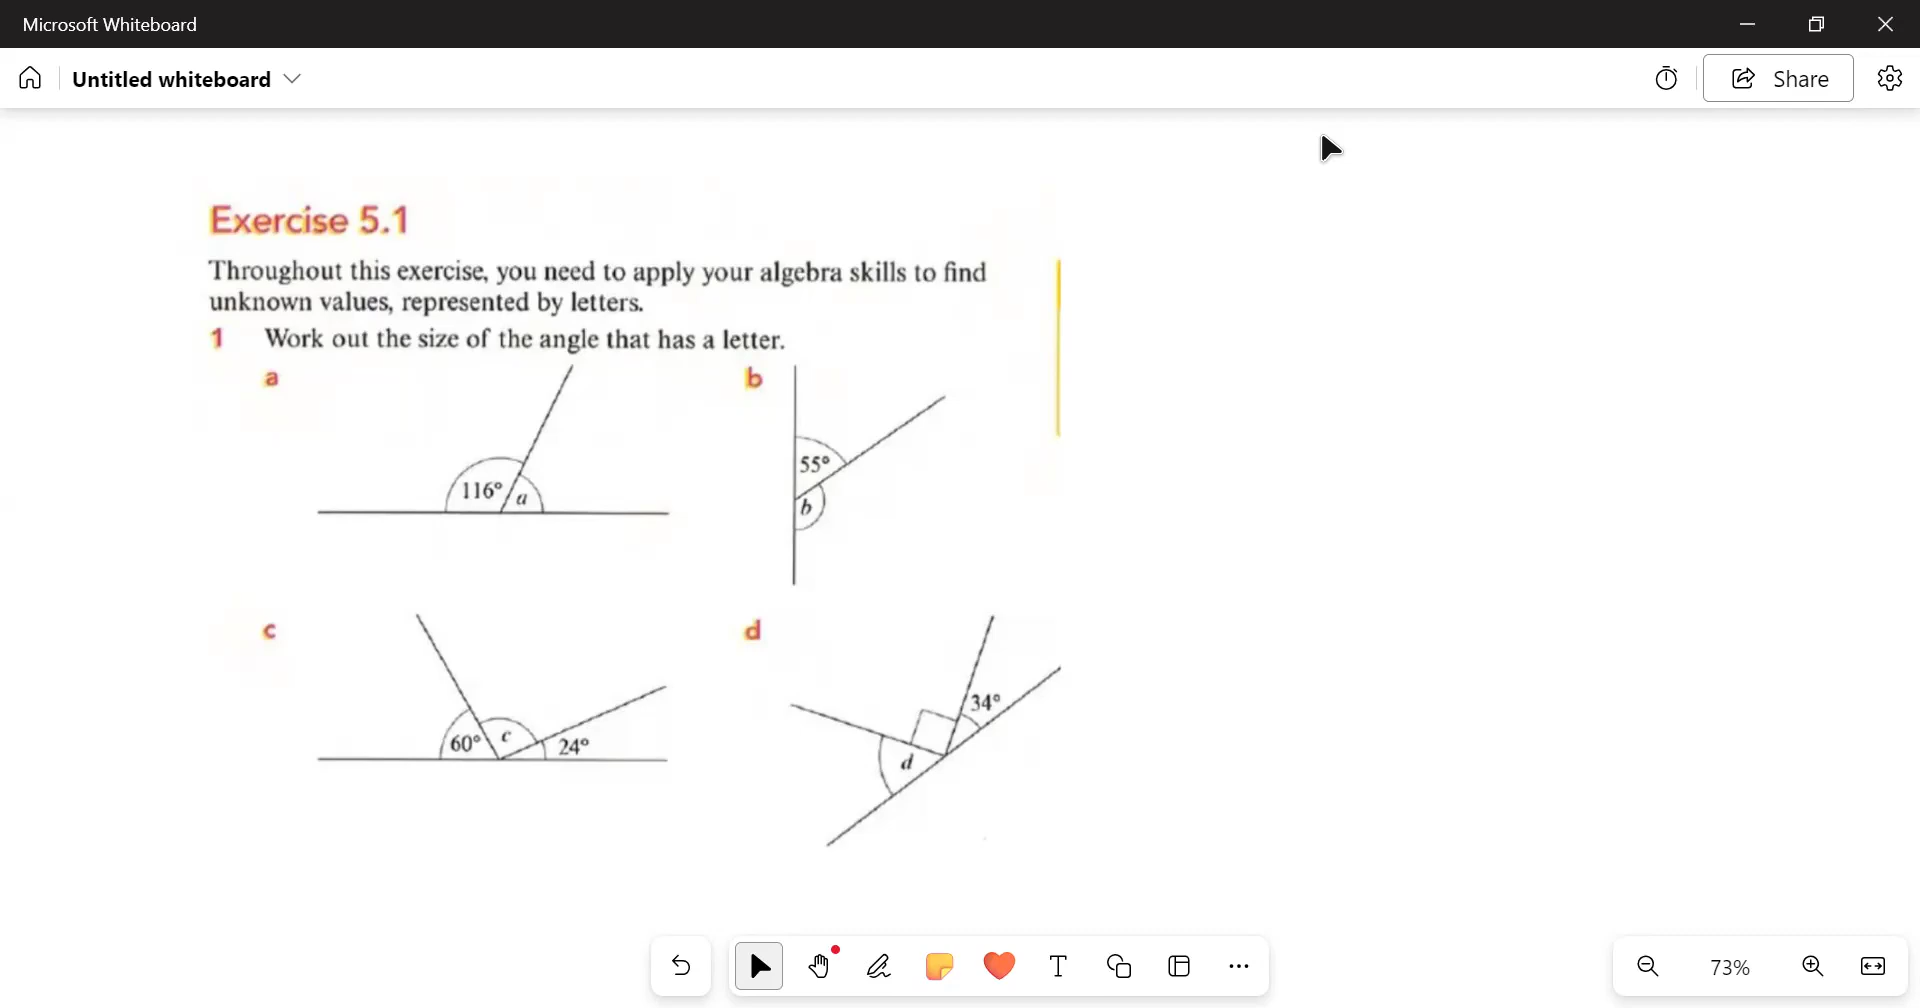 Microsoft Whiteboard
Untitled whiteboard
Share
Exercise 5.1
Throughout this exercise, you need to apply your algebra skills to find
unknown values, represented by letters.
1 Work out the size of the angle that has a letter.
a
116°
a
b
55°
b
c
60°
c
24°
d
34°
d
T
73%